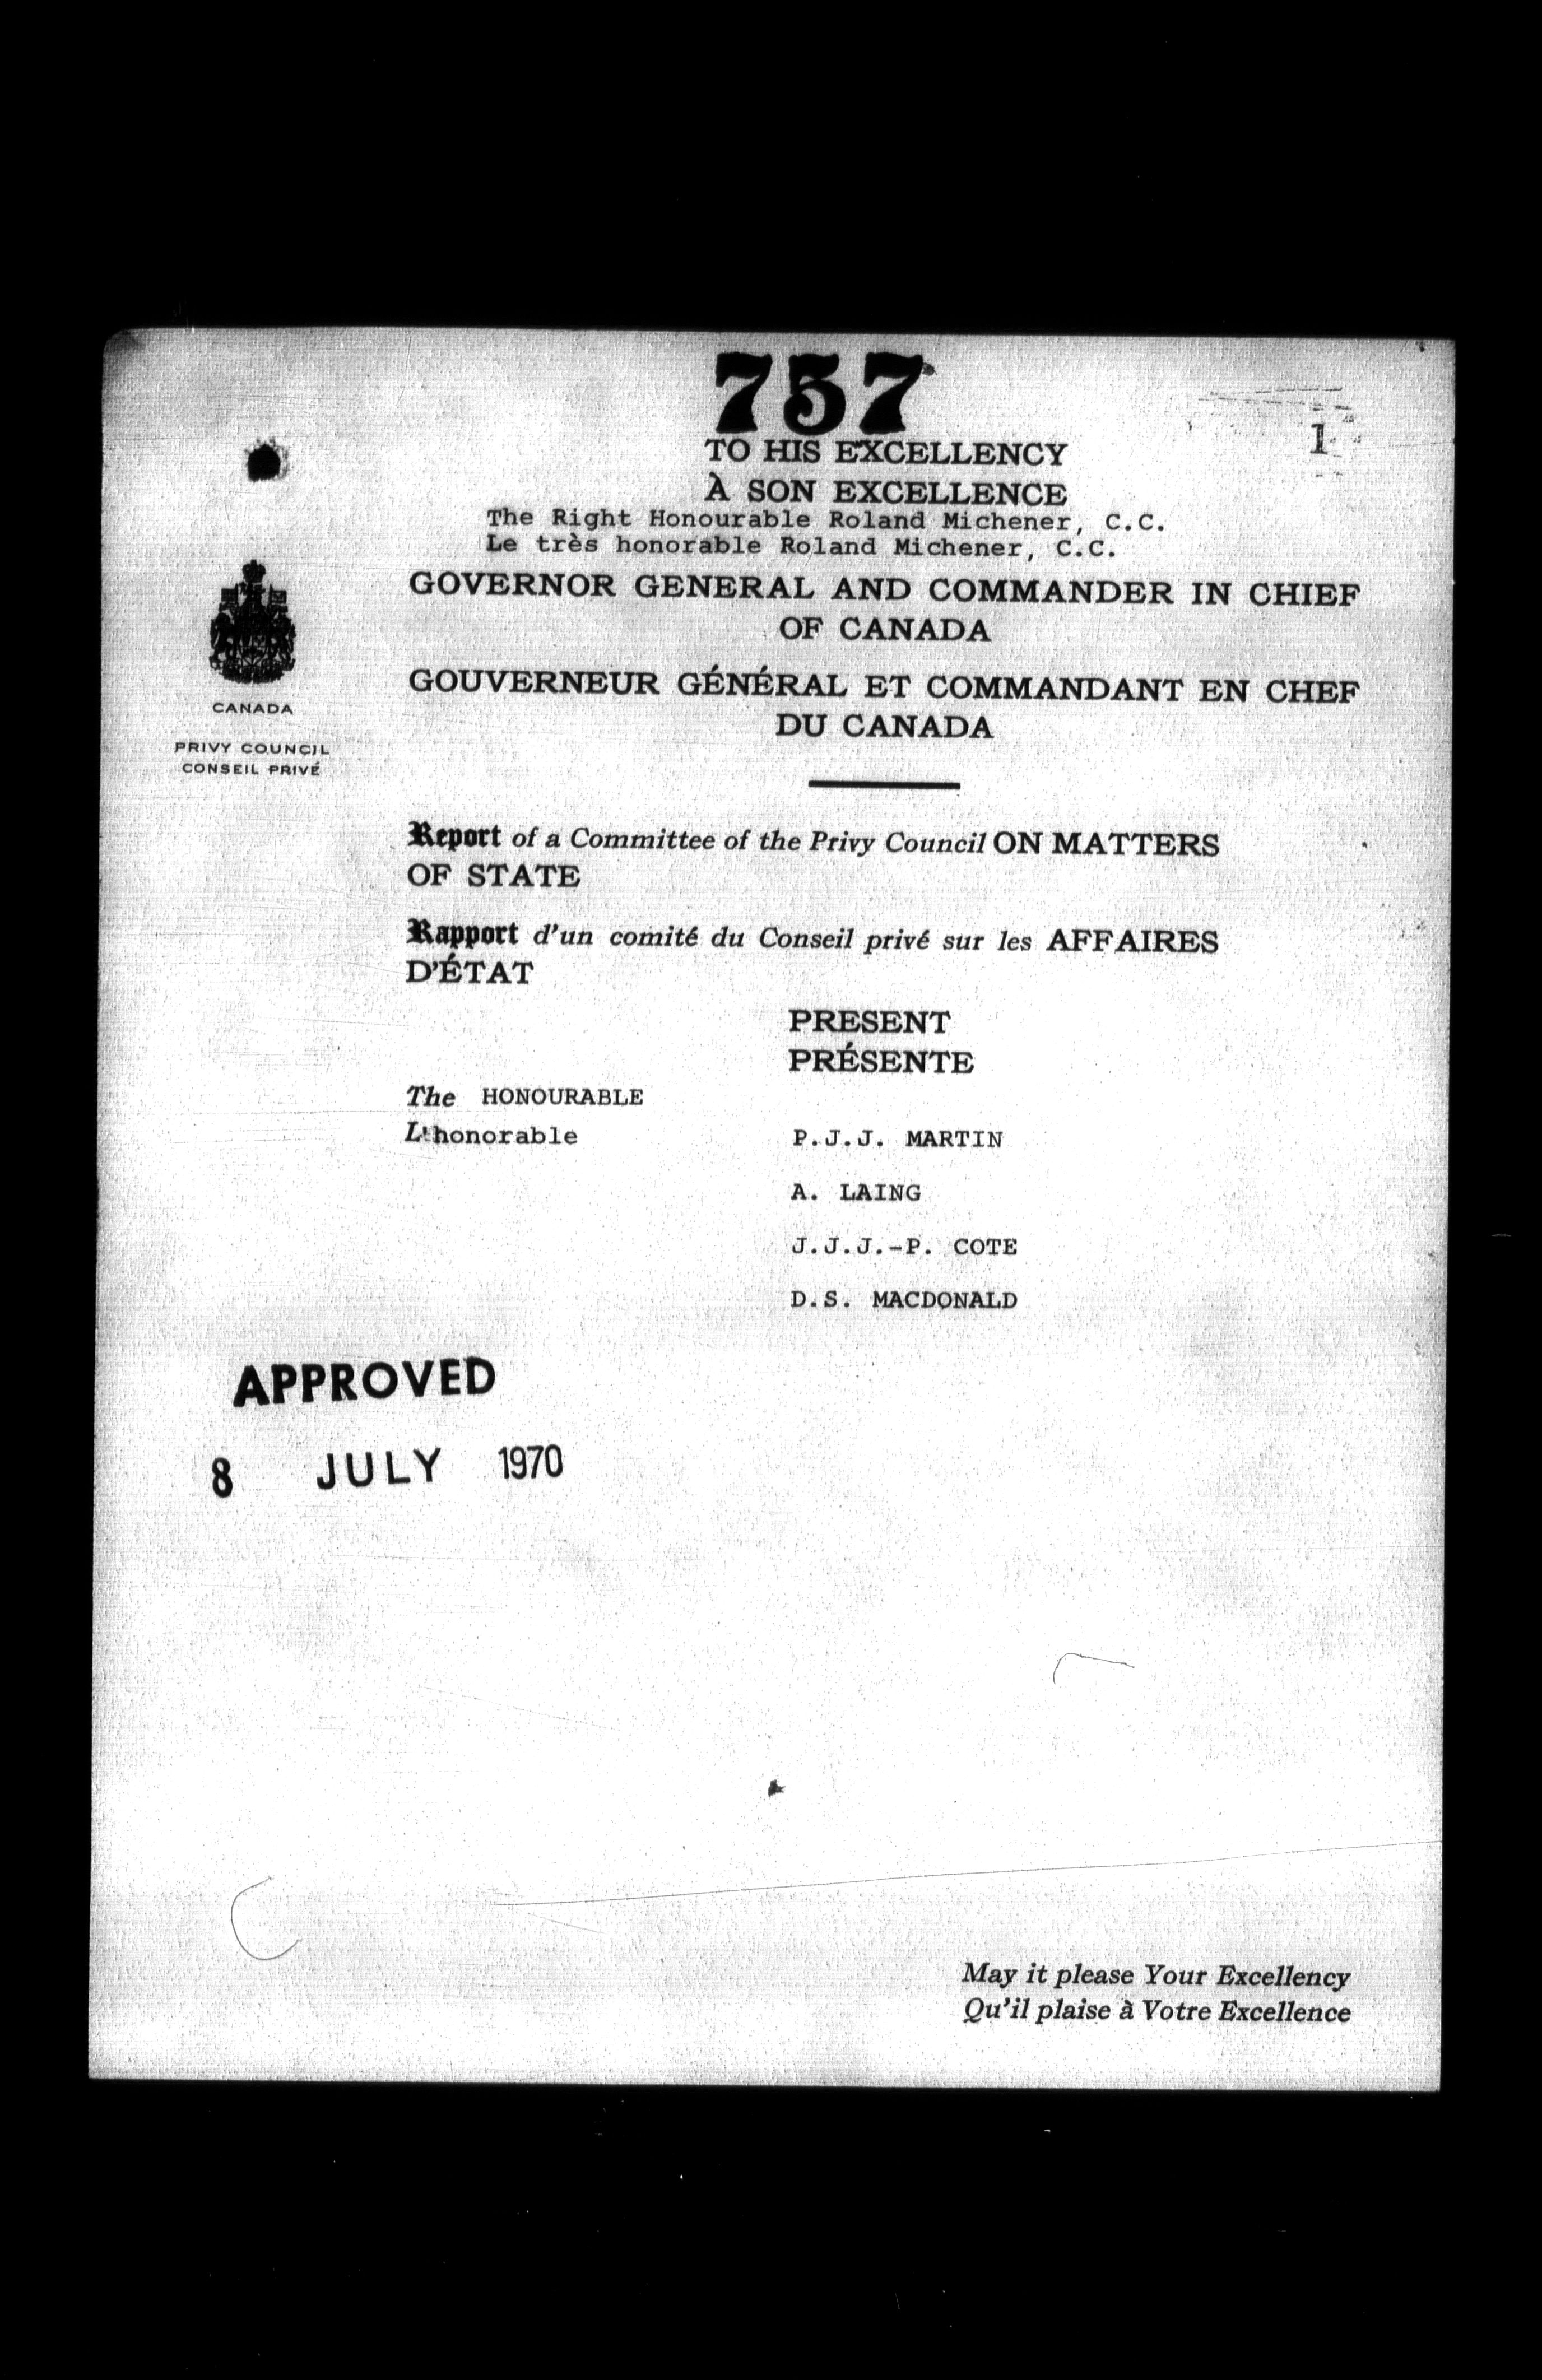 757
1
TO HIS EXCELLENCY
À SON EXCELLENCE
The Right Honourable Roland Michener, C.C.
Le très honorable Roland Michener, C.C.
GOVERNOR GENERAL AND COMMANDER IN CHIEF
OF CANADA
GOUVERNEUR GÉNÉRAL ET COMMANDANT EN CHEF
DU CANADA
CANADA
PRIVY COUNCIL
CONSEIL PRIVÉ
Report of a Committee of the Privy Council ON MATTERS
OF STATE
Rapport d'un comité du Conseil privé sur les AFFAIRES
D'ÉTAT
PRESENT
PRÉSENTE
The HONOURABLE
L'honorable P.J.J. MARTIN
A. LAING
J.J.J.-P. COTE
D.S. MACDONALD
APPROVED
8 JULY 1970
May it please Your Excellency
Qu'il plaise à Votre Excellence